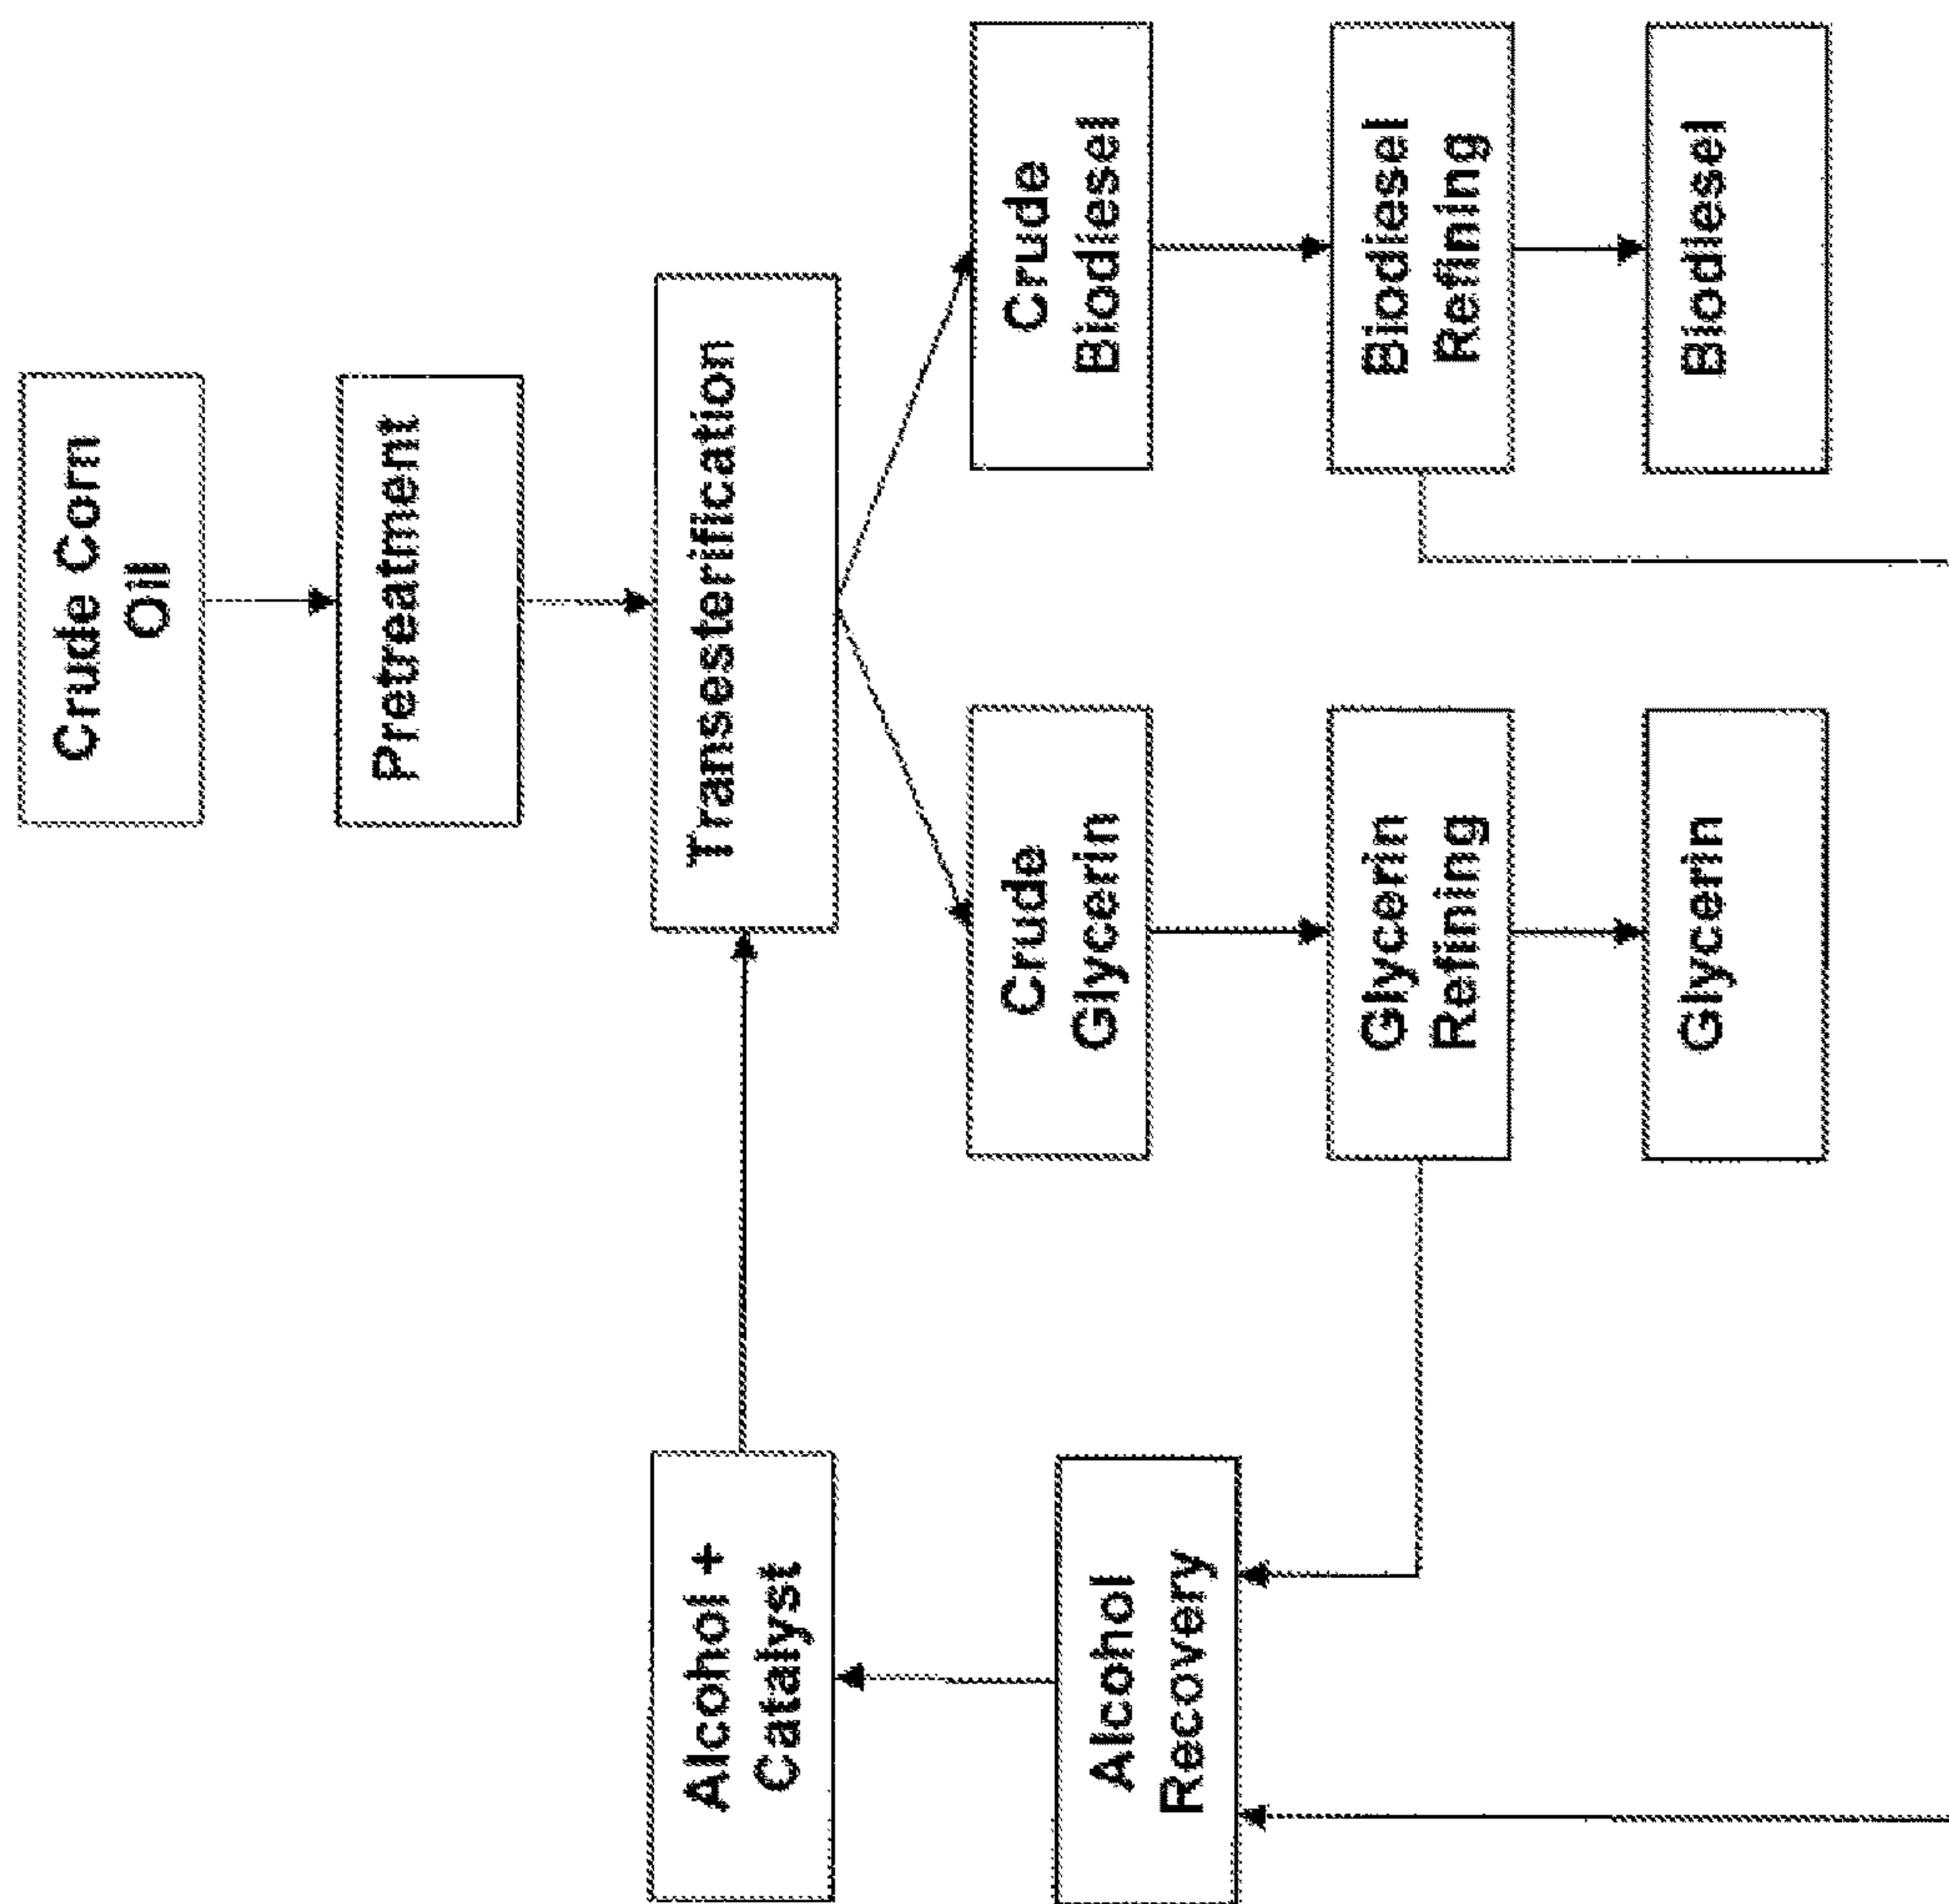 Crude Corn
Oil
Pretreatment
Alcohol +
Catalyst
Transesterification
Crude
Glycerin
Crude
Biodiesel
Alcohol
Recovery
Glycerin
Refining
Biodiesel
Refining
Glycerin
Biodiesel